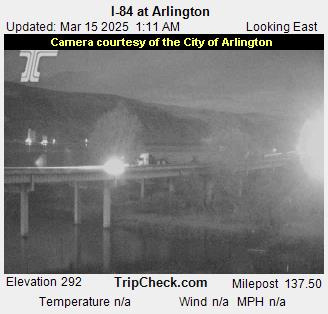 I-84 at Arlington
Updated: Mar 15 2025 1:11 AM Looking East
Camera courtesy of the City of Arlington
Elevation 292 TripCheck.com Milepost 137.50
Temperature n/a Wind n/a MPH n/a